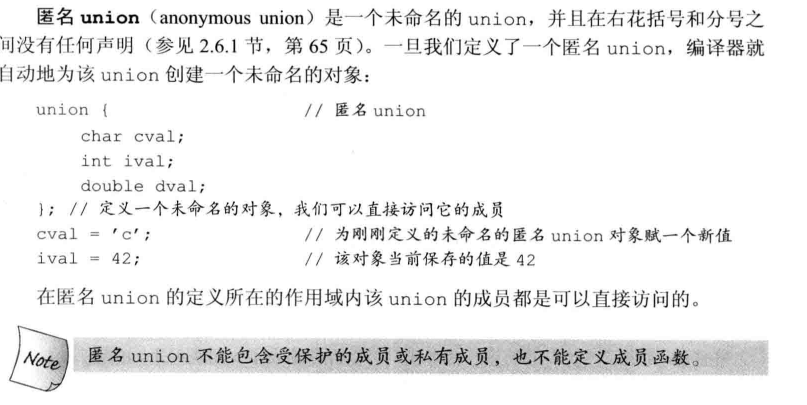 匿名 union（anonymous union）是一个未命名的 union，并且在右花括号和分号之
间没有任何声明（参见 2.6.1 节，第 65 页）。一旦我们定义了一个匿名 union，编译器就
自动地为该 union 创建一个未命名的对象：
union {                // 匿名 union
    char cval;
    int ival;
    double dval;
}; // 定义一个未命名的对象，我们可以直接访问它的成员
cval = 'c';            // 为刚刚定义的未命名的匿名 union 对象赋一个新值
ival = 42;             // 该对象当前保存的值是 42
在匿名 union 的定义所在的作用域内该 union 的成员都是可以直接访问的。
Note 匿名 union 不能包含受保护的成员或私有成员，也不能定义成员函数。